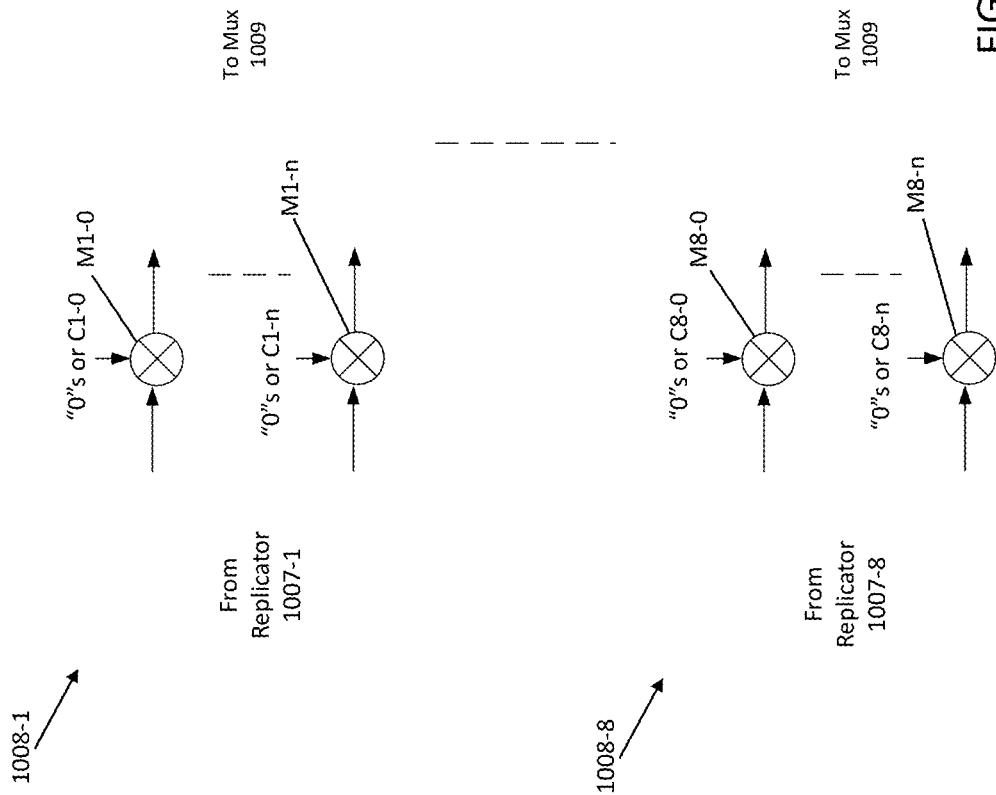 1008-1
From
Replicator
1007-1
"0"s or C1-0
M1-0
"0"s or C1-n
M1-n
To Mux
1009
1008-8
From
Replicator
1007-8
"0"s or C8-0
M8-0
"0"s or C8-n
M8-n
To Mux
1009